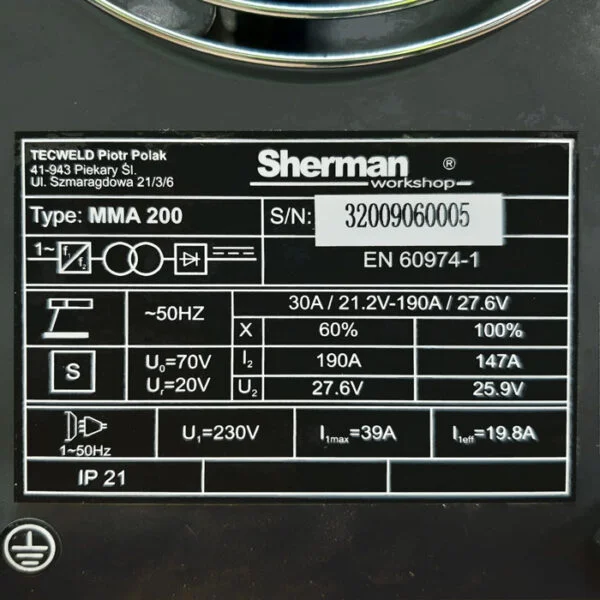 TECWELD Piotr Polak
41-943 Piekary Śl.
Ul. Szmaragdowa 21/3/6
Sherman ®
workshop
Type: MMA 200
S/N: 32009060005
1~ f₁ f₂
EN 60974-1
~50HZ
30A / 21.2V-190A / 27.6V
X 60% 100%
S
U₀=70V
Uᵣ=20V
I₂ 190A 147A
U₂ 27.6V 25.9V
1~50Hz
U₁=230V
I₁max=39A
I₁eff=19.8A
IP 21